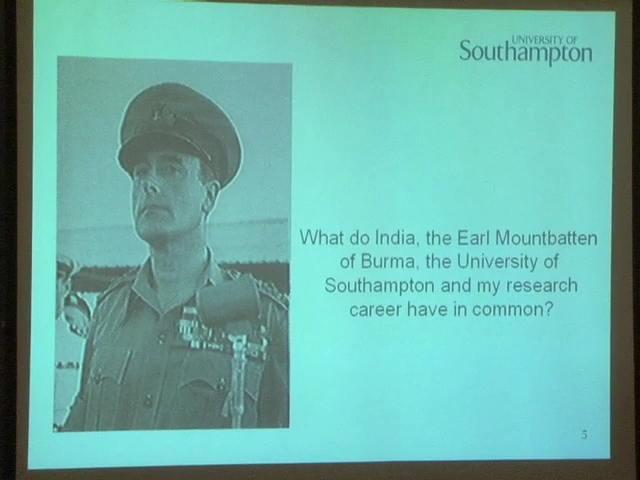 UNIVERSITY OF
Southampton
What do India, the Earl Mountbatten
of Burma, the University of
Southampton and my research
career have in common?
5